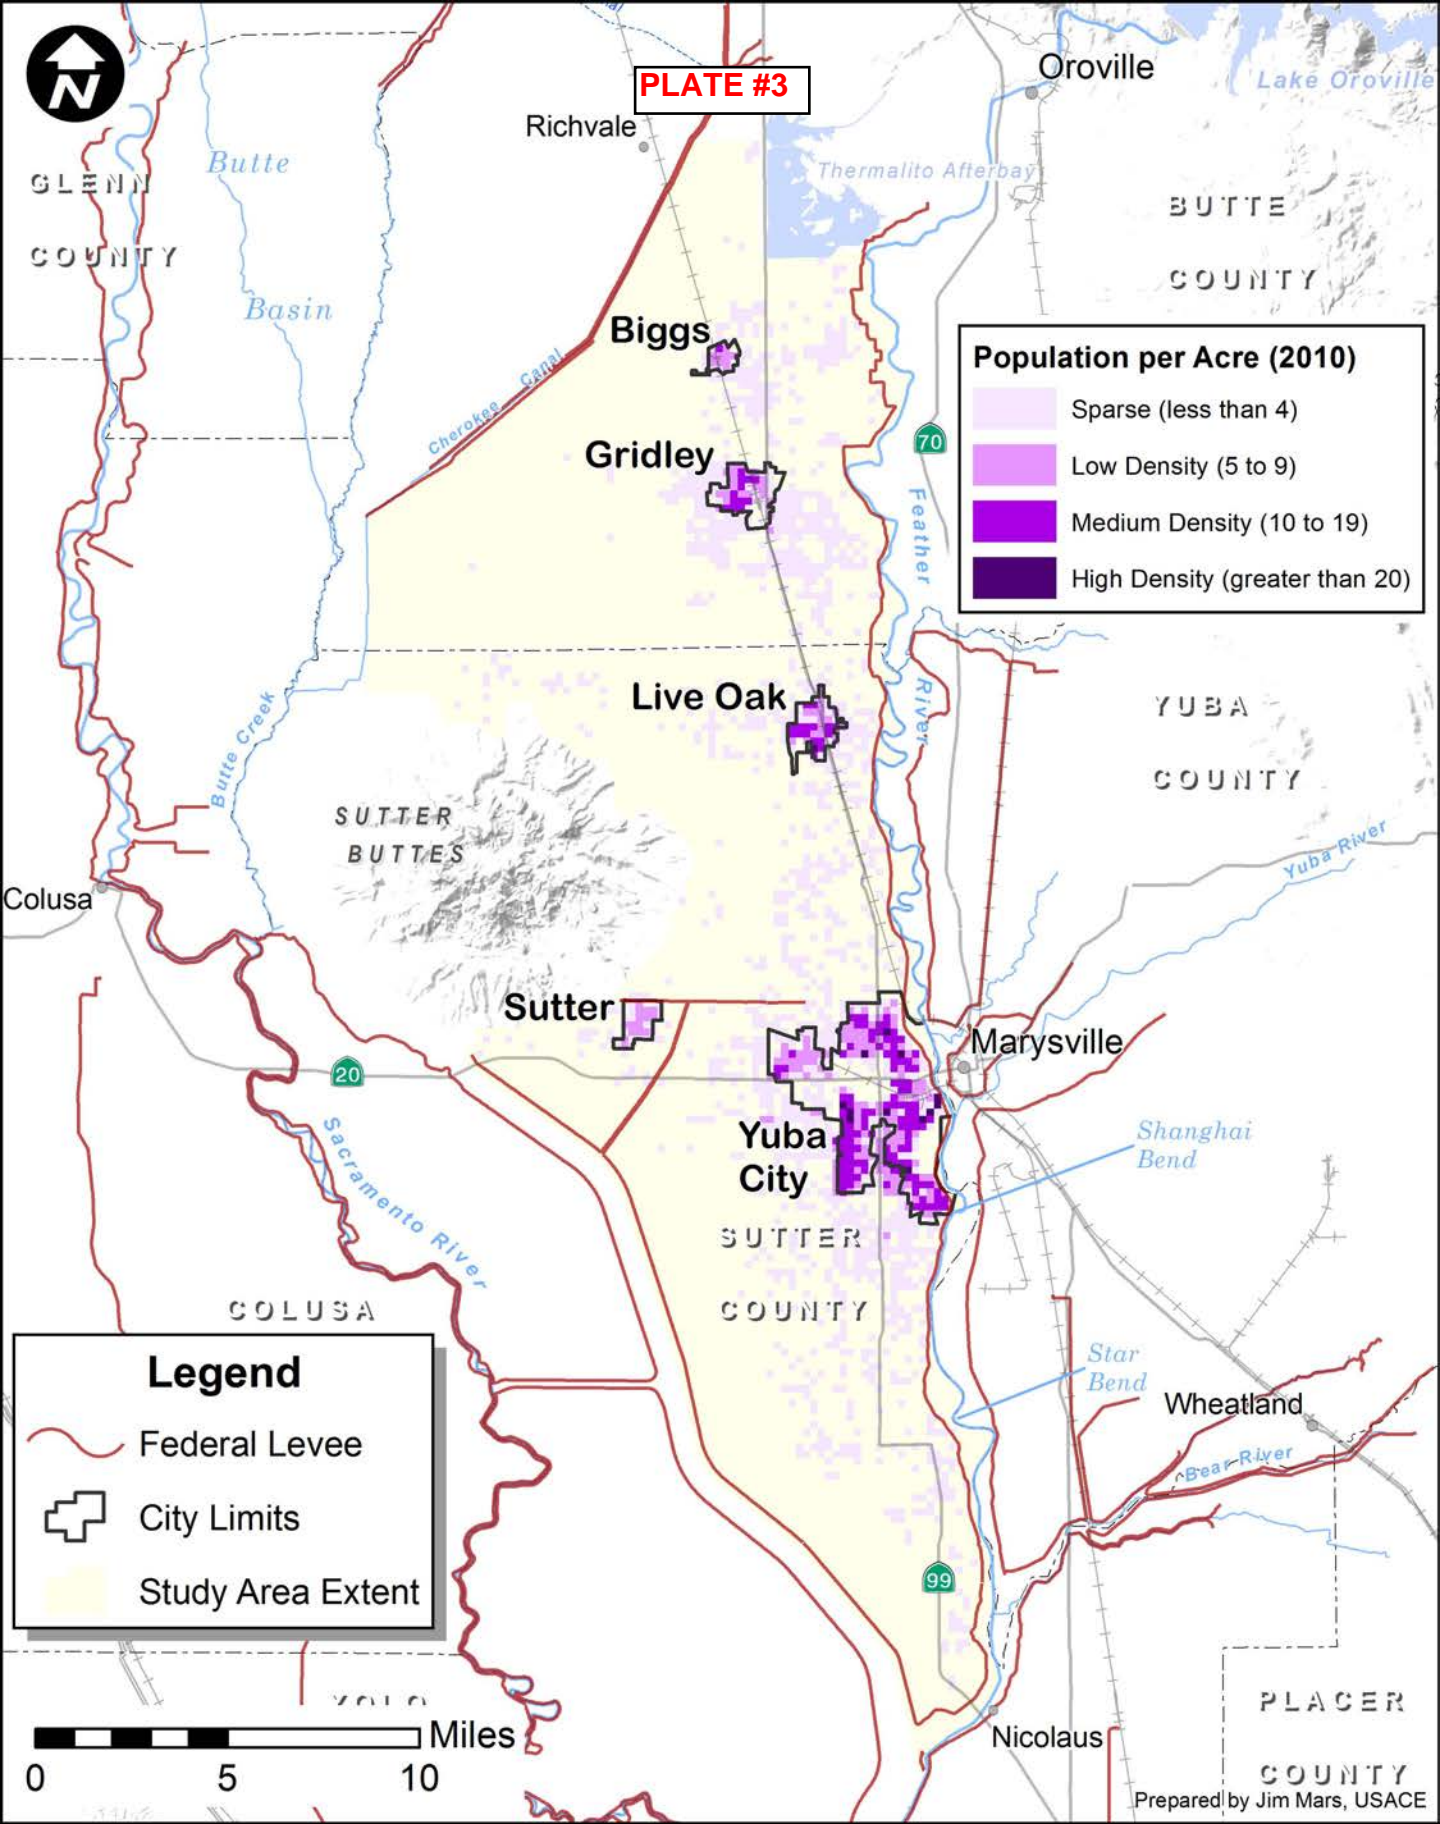 N
PLATE #3
Oroville
Lake Oroville
Richvale
Thermalito Afterbay
Butte
GLENN
COUNTY
BUTTE
COUNTY
Basin
Biggs
Cherokee Canal
Population per Acre (2010)
Sparse (less than 4)
Low Density (5 to 9)
Medium Density (10 to 19)
High Density (greater than 20)
70
Gridley
Feather
River
Live Oak
YUBA
COUNTY
Butte Creek
SUTTER
BUTTES
Yuba River
Colusa
Sutter
Marysville
20
Yuba
City
Shanghai
Bend
Sacramento River
SUTTER
COUNTY
COLUSA
Star
Bend
Wheatland
Bear River
Legend
Federal Levee
City Limits
Study Area Extent
99
YOLO
PLACER
COUNTY
Nicolaus
Miles
0 5 10
Prepared by Jim Mars, USACE